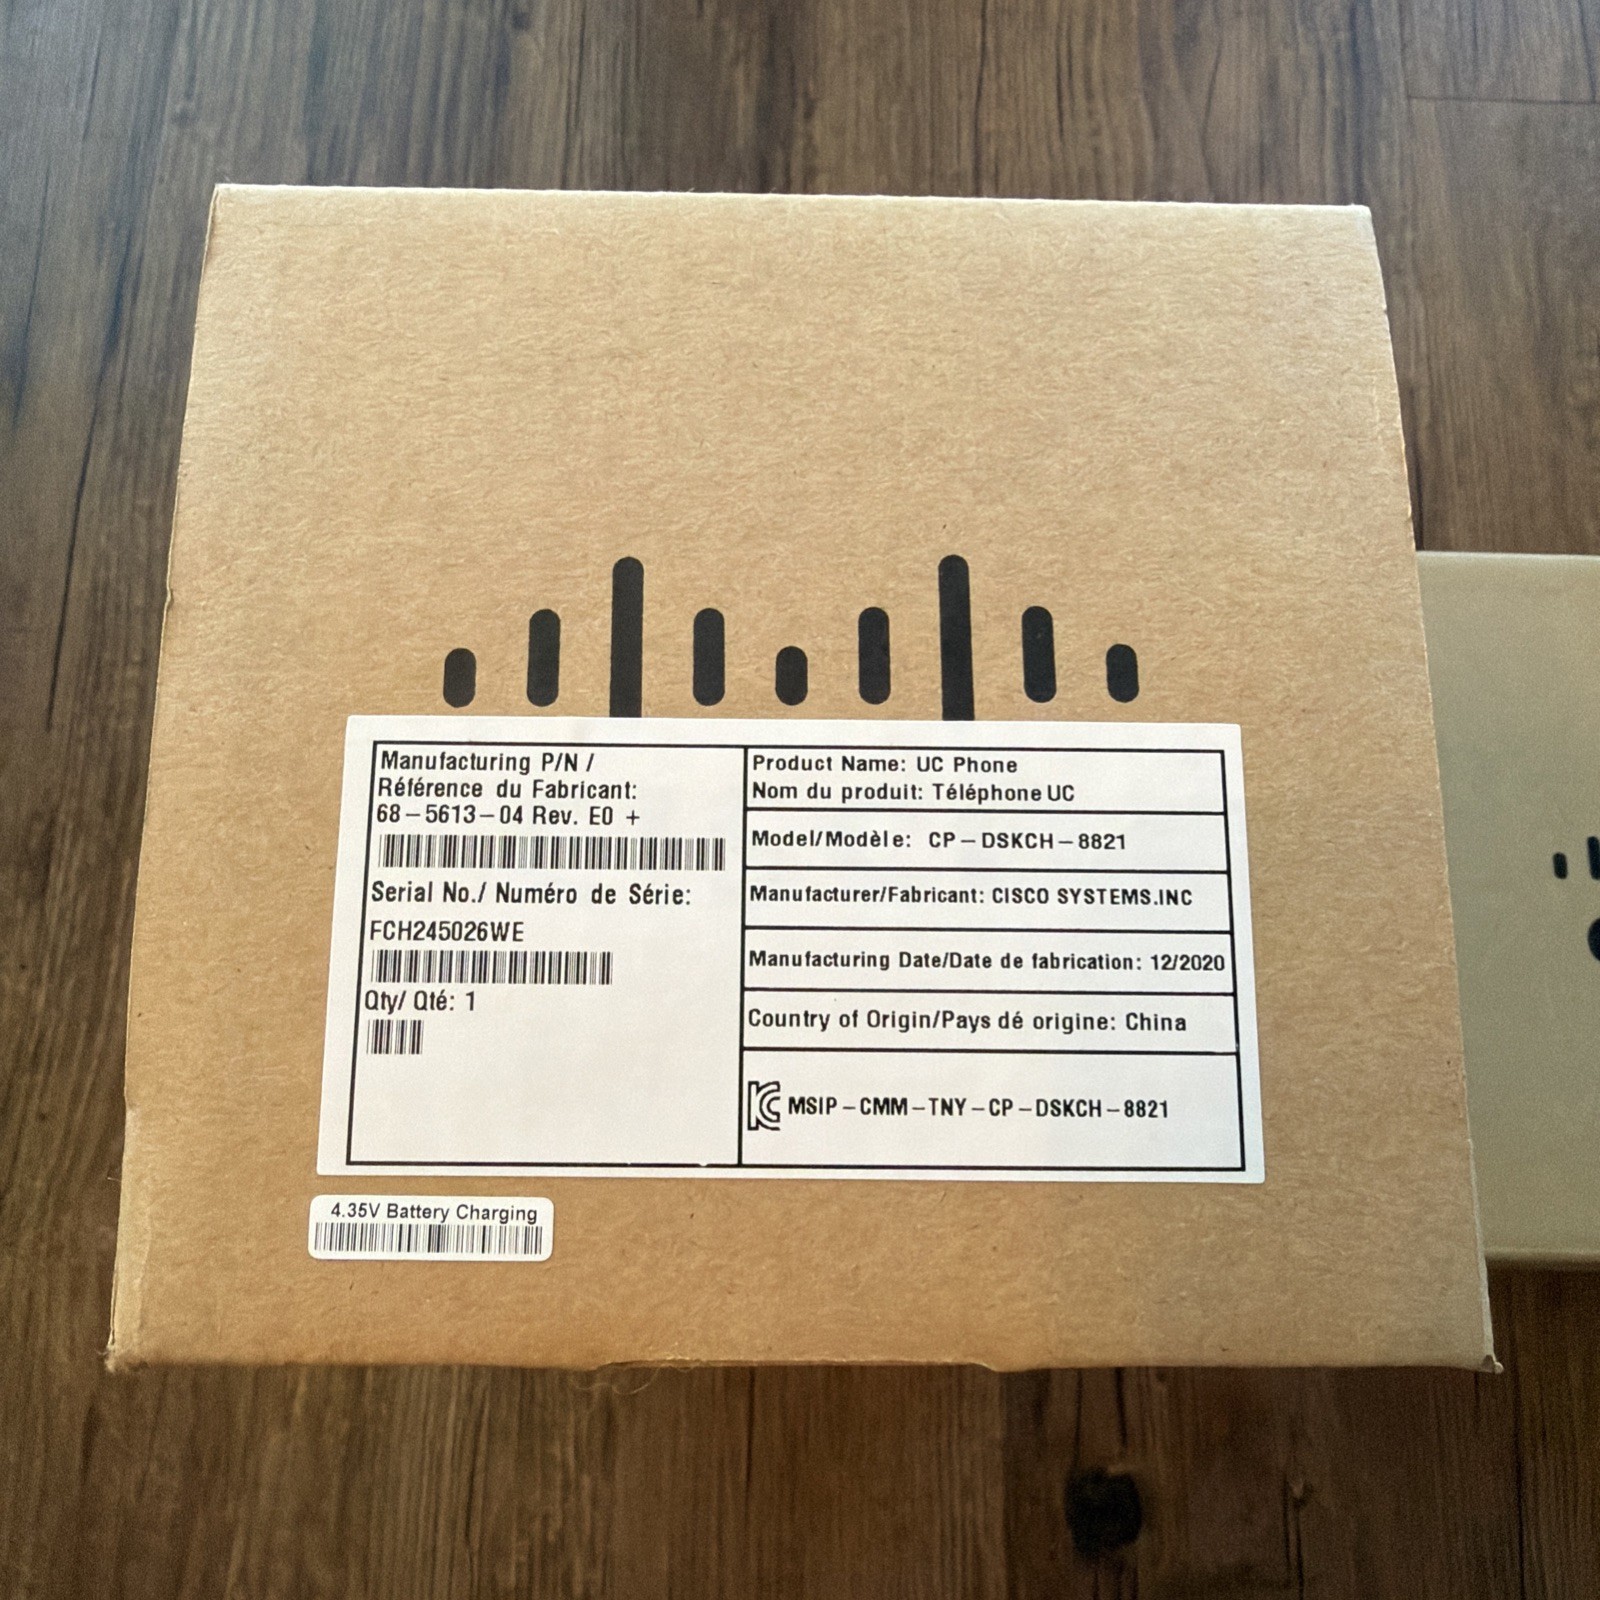 Manufacturing P/N /
Référence du Fabricant:
68-5613-04 Rev. E0 +
Serial No./ Numéro de Série:
FCH245026WE
Qty/ Qté: 1
Product Name: UC Phone
Nom du produit: Téléphone UC
Model/Modèle: CP-DSKCH-8821
Manufacturer/Fabricant: CISCO SYSTEMS.INC
Manufacturing Date/Date de fabrication: 12/2020
Country of Origin/Pays dé origine: China
MSIP-CMM-TNY-CP-DSKCH-8821
4.35V Battery Charging